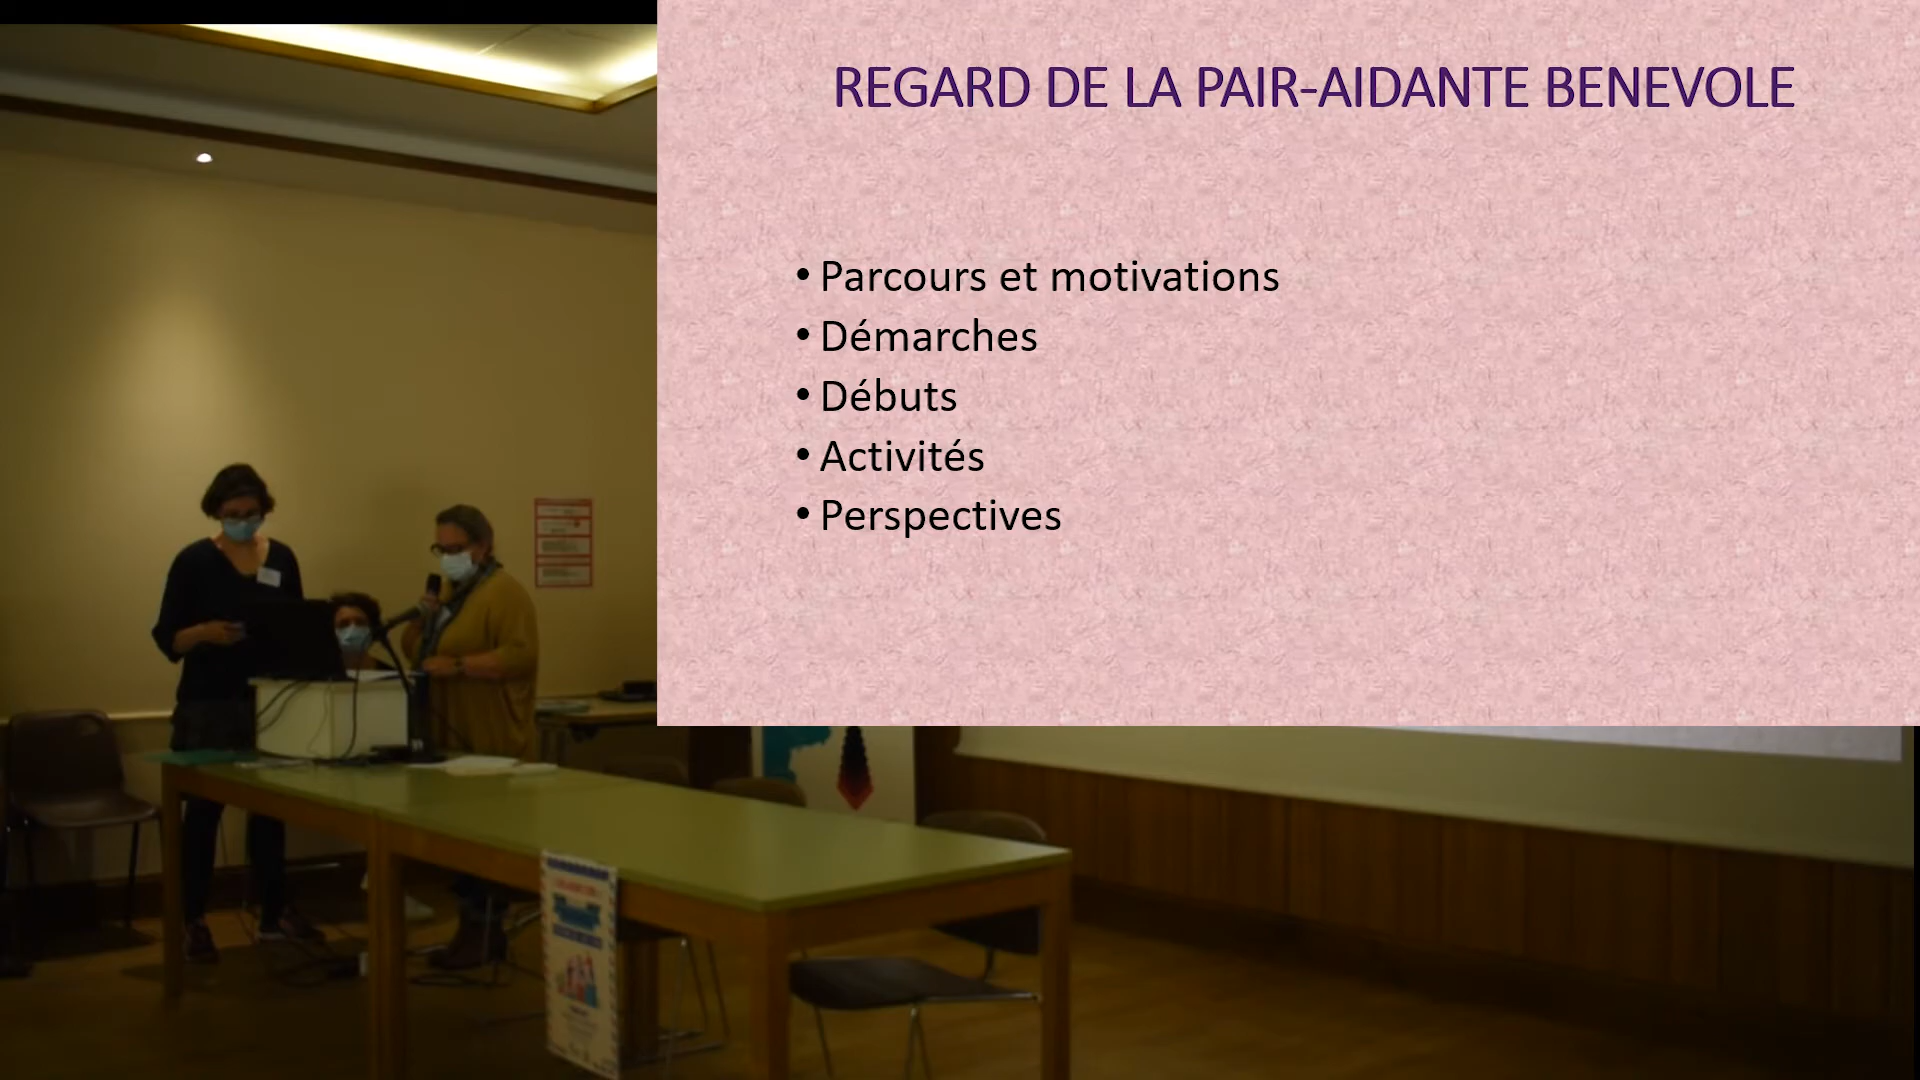 REGARD DE LA PAIR-AIDANTE BENEVOLE
• Parcours et motivations
• Démarches
• Débuts
• Activités
• Perspectives